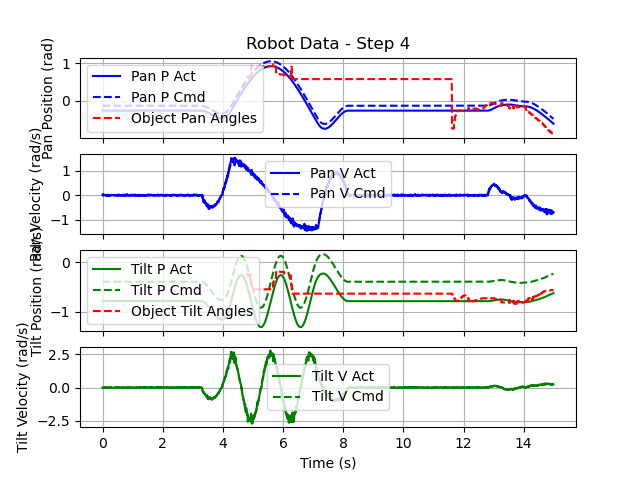 Robot Data - Step 4
Pan Position (rad)
1
0
Pan P Act
Pan P Cmd
Object Pan Angles
Pan Velocity (rad/s)
1
0
−1
Pan V Act
Pan V Cmd
Tilt Position (rad)
0
−1
Tilt P Act
Tilt P Cmd
Object Tilt Angles
Tilt Velocity (rad/s)
2.5
0.0
−2.5
Tilt V Act
Tilt V Cmd
0 2 4 6 8 10 12 14
Time (s)